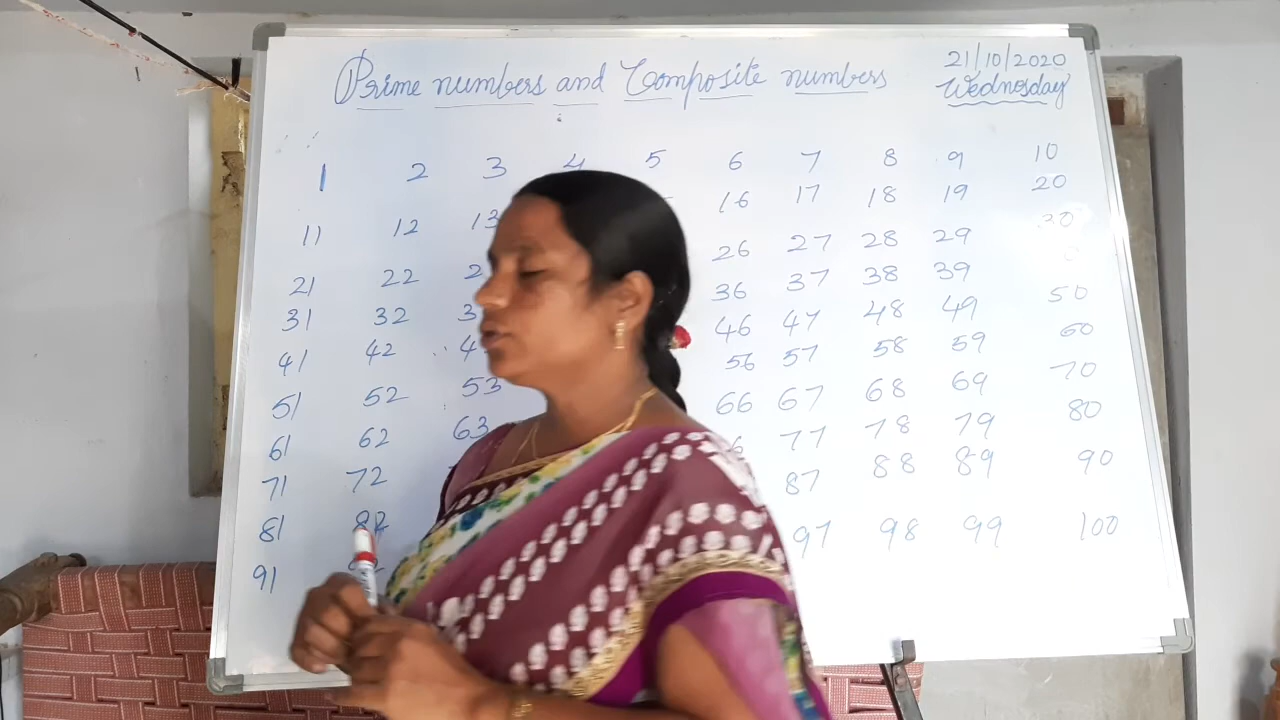 Prime numbers and Composite numbers
21/10/2020
Wednesday
1 2 3 4 5 6 7 8 9 10
11 12 13 16 17 18 19 20
21 22 26 27 28 29 30
31 32 36 37 38 39
41 42 46 47 48 49 50
51 52 53 56 57 58 59 60
61 62 63 66 67 68 69 70
71 72 77 78 79 80
81 82 87 88 89 90
91 97 98 99 100